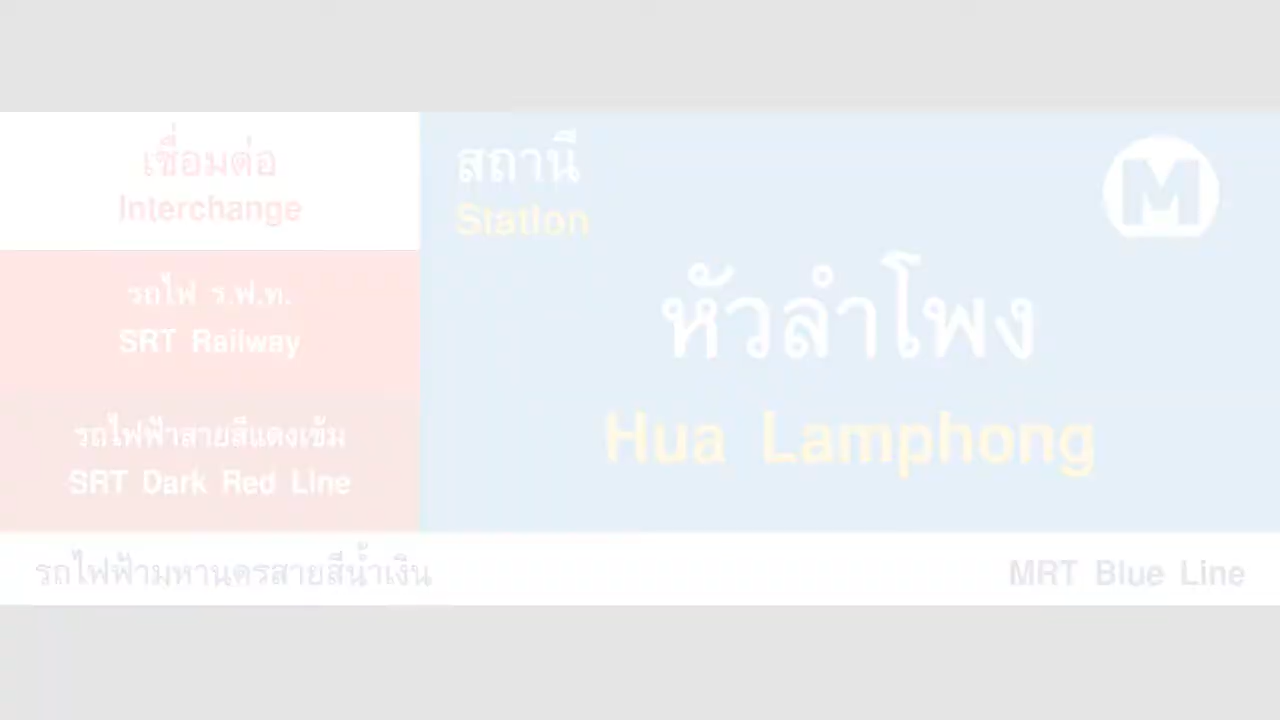 เชื่อมต่อ
Interchange
รถไฟ ร.ฟ.ท.
SRT Railway
รถไฟฟ้าสายสีแดงเข้ม
SRT Dark Red Line
สถานี
Station
M
หัวลำโพง
Hua Lamphong
รถไฟฟ้ามหานครสายสีน้ำเงิน
MRT Blue Line